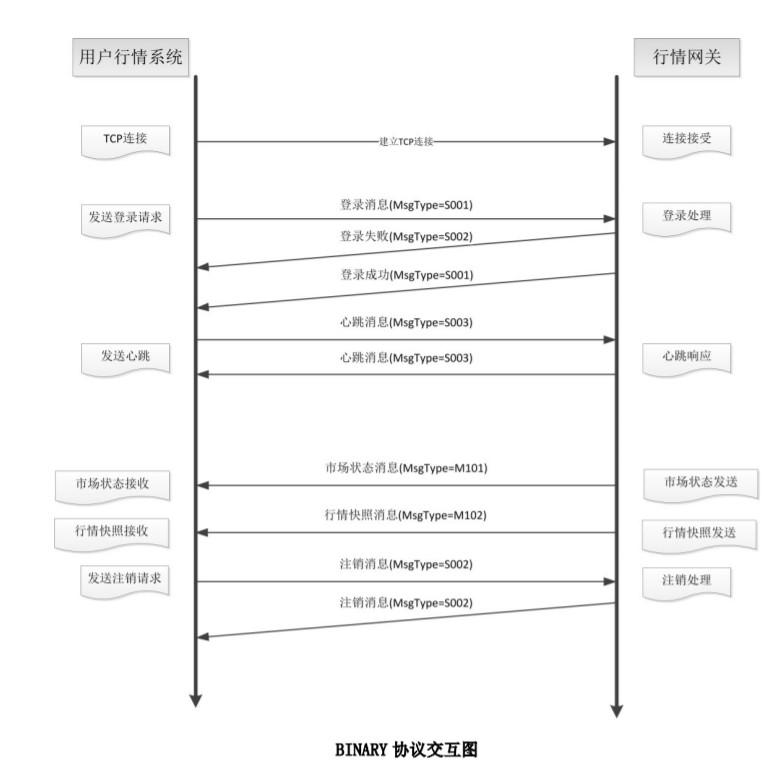 用户行情系统
行情网关
TCP连接
建立TCP连接
连接接受
登录消息(MsgType=S001)
发送登录请求
登录处理
登录失败(MsgType=S002)
登录成功(MsgType=S001)
心跳消息(MsgType=S003)
发送心跳
心跳消息(MsgType=S003)
心跳响应
市场状态消息(MsgType=M101)
市场状态接收
市场状态发送
行情快照消息(MsgType=M102)
行情快照接收
行情快照发送
注销消息(MsgType=S002)
发送注销请求
注销处理
注销消息(MsgType=S002)
BINARY 协议交互图